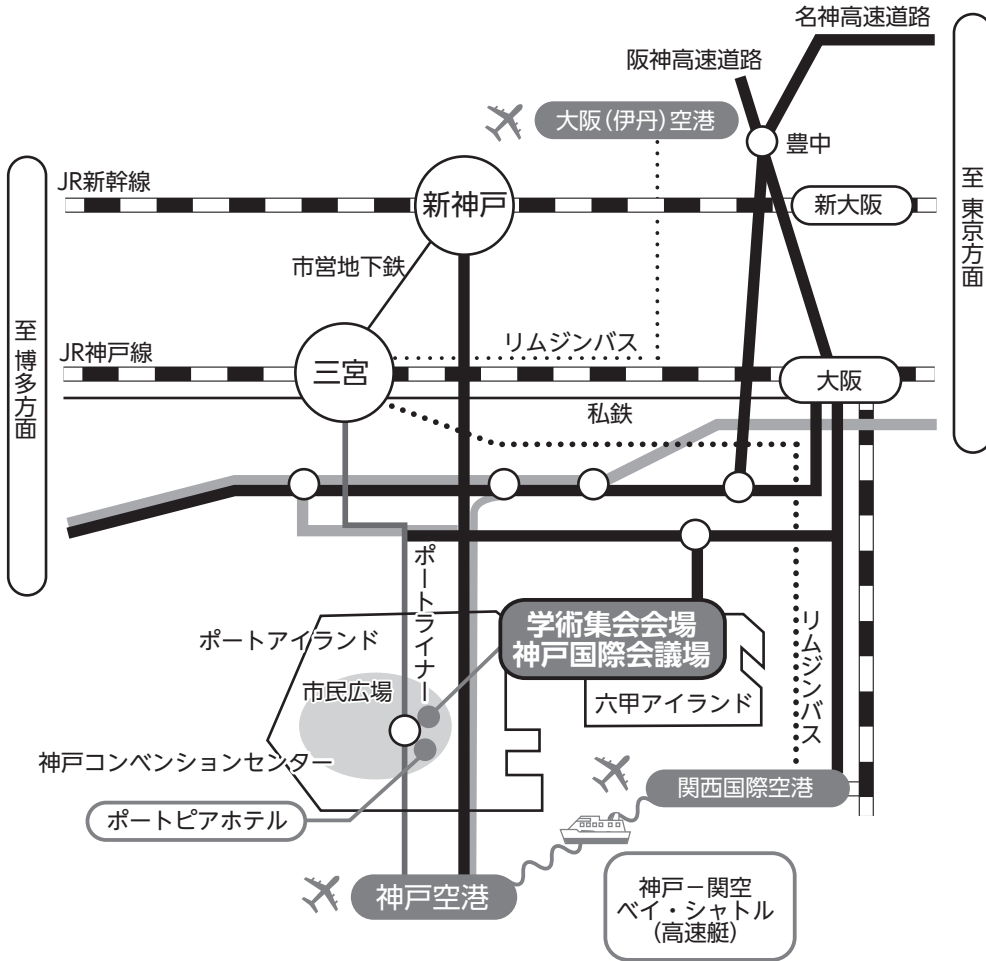 名神高速道路
阪神高速道路
大阪(伊丹)空港
豊中
至 東京方面
至 博多方面
JR新幹線
新神戸
新大阪
市営地下鉄
リムジンバス
JR神戸線
三宮
大阪
私鉄
ポートライナー
学術集会会場
神戸国際会議場
リムジンバス
ポートアイランド
市民広場
六甲アイランド
神戸コンベンションセンター
関西国際空港
ポートピアホテル
神戸空港
神戸－関空
ベイ・シャトル
(高速艇)